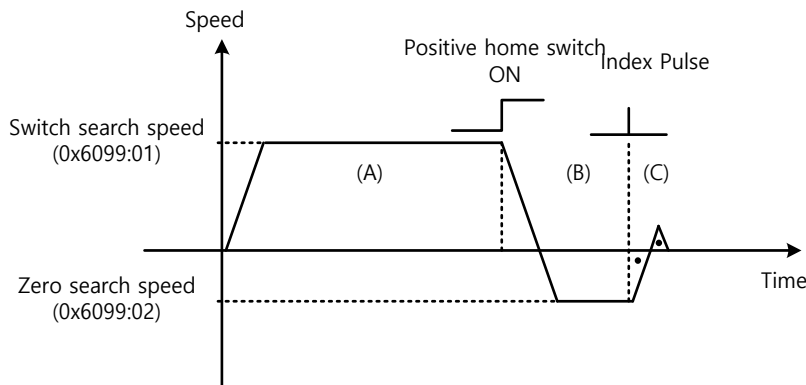 Speed
Positive home switch
ON
Index Pulse
Switch search speed
(0x6099:01)
(A)
(B)
(C)
Zero search speed
(0x6099:02)
Time